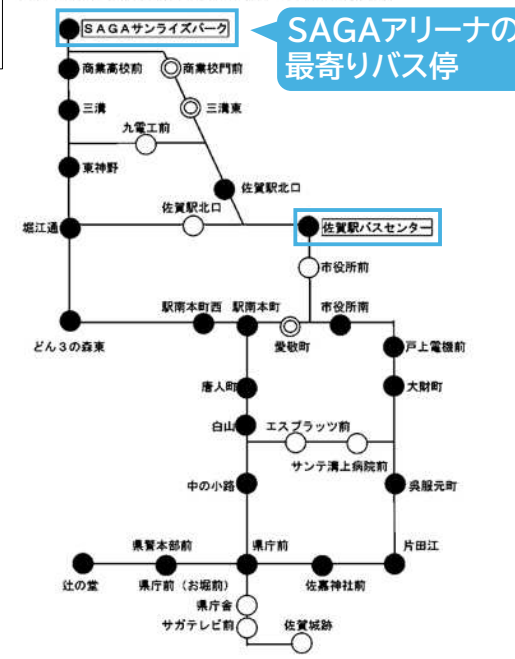 SAGAサンライズパーク
SAGAアリーナの
最寄りバス停
商業高校前
商業校門前
三溝
三溝東
九電工前
東神野
佐賀駅北口
佐賀駅北口
堀江通
佐賀駅バスセンター
市役所前
駅南本町西
駅南本町
市役所南
どん3の森東
愛敬町
戸上電機前
唐人町
大財町
白山
エスプラッツ前
サンテ溝上病院前
中の小路
呉服元町
県警本部前
県庁前
片田江
辻の堂
県庁前(お堀前)
佐嘉神社前
県庁舎
サガテレビ前
佐賀城跡